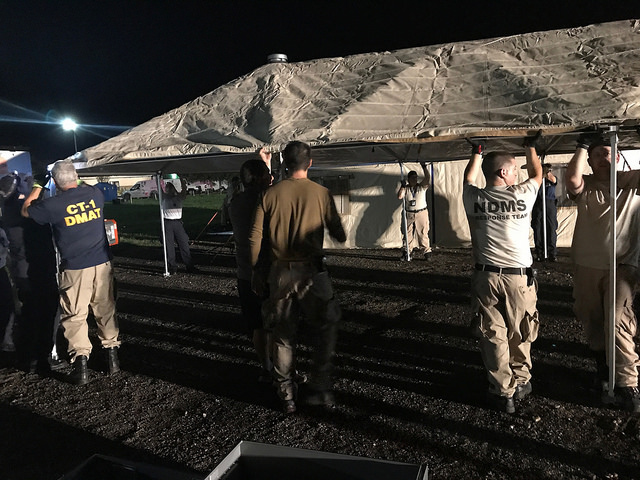 CT-1
DMAT
NDMS
RESPONSE TEAM